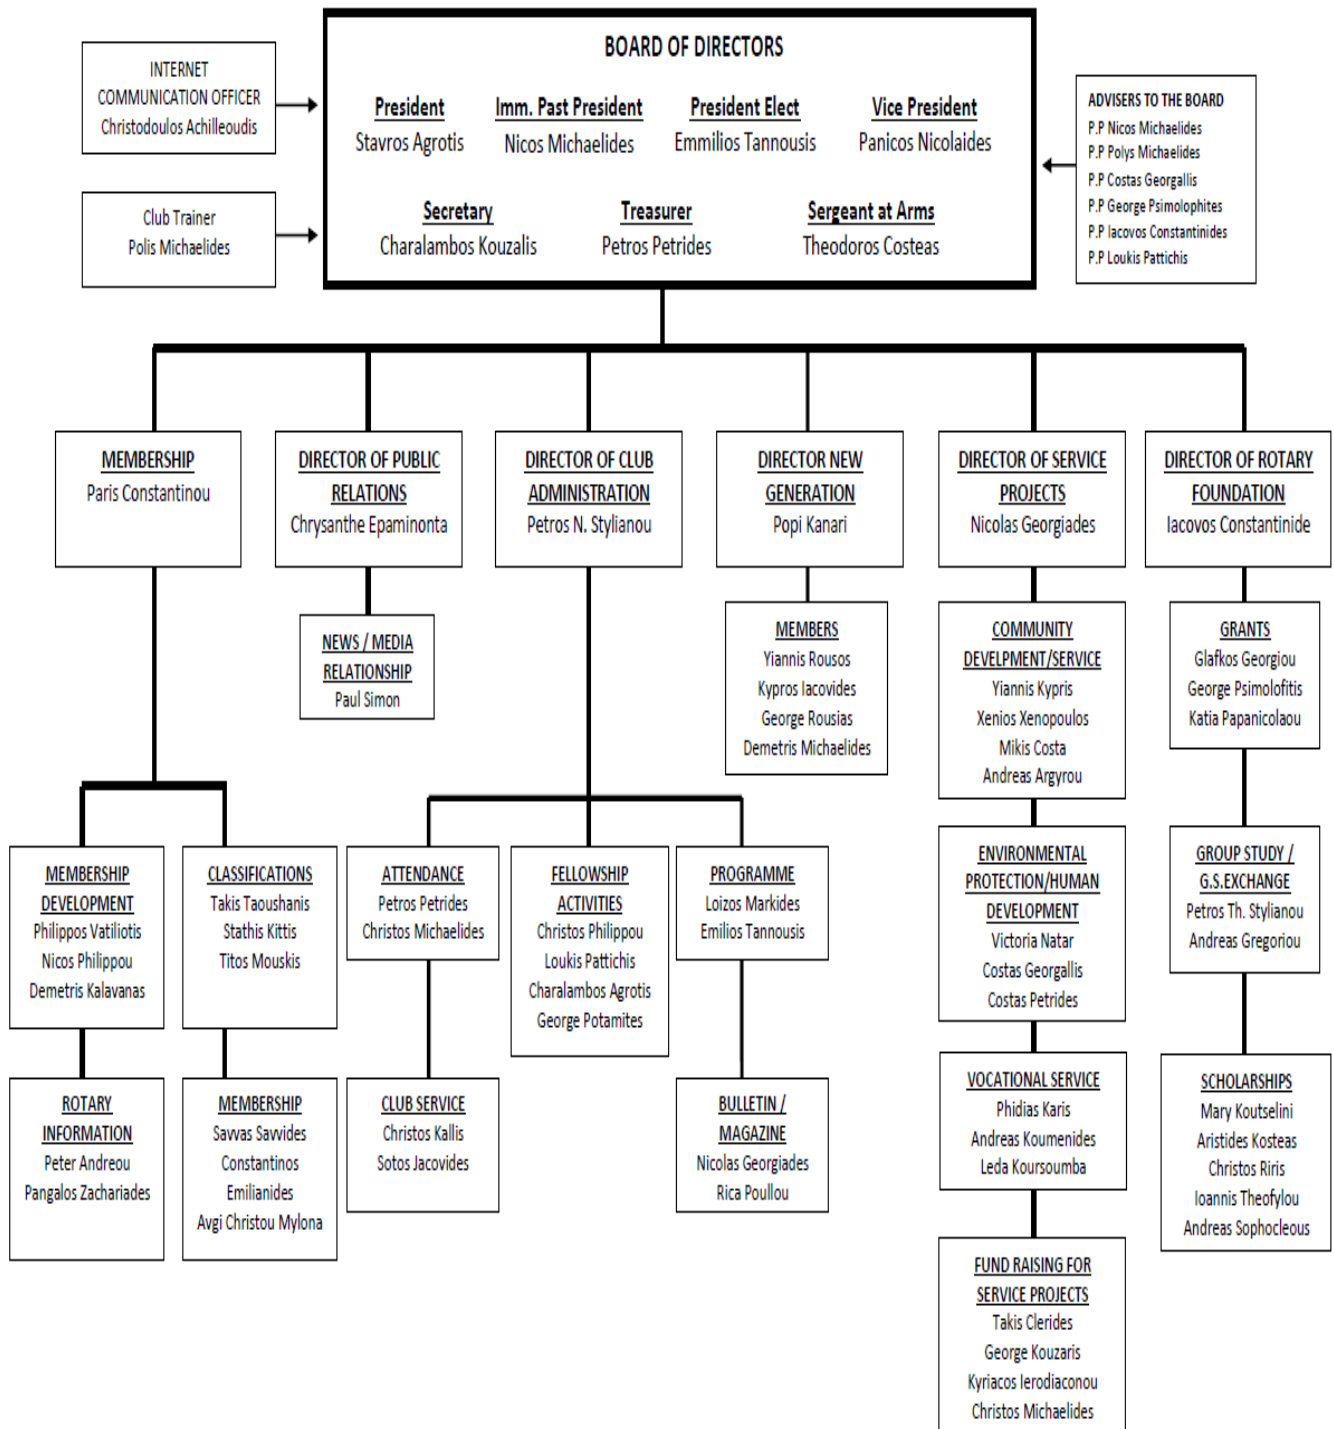 INTERNET
COMMUNICATION OFFICER
Christodoulos Achilleoudis
Club Trainer
Polis Michaelides
BOARD OF DIRECTORS
President
Stavros Agrotis
Imm. Past President
Nicos Michaelides
President Elect
Emmilios Tannousis
Vice President
Panicos Nicolaides
Secretary
Charalambos Kouzalis
Treasurer
Petros Petrides
Sergeant at Arms
Theodoros Costeas
ADVISERS TO THE BOARD
P.P Nicos Michaelides
P.P Polys Michaelides
P.P Costas Georgallis
P.P George Psimolophites
P.P Iacovos Constantinides
P.P Loukis Pattichis
MEMBERSHIP
Paris Constantinou
DIRECTOR OF PUBLIC
RELATIONS
Chrysanthe Epaminonta
DIRECTOR OF CLUB
ADMINISTRATION
Petros N. Stylianou
DIRECTOR NEW
GENERATION
Popi Kanari
DIRECTOR OF SERVICE
PROJECTS
Nicolas Georgiades
DIRECTOR OF ROTARY
FOUNDATION
Iacovos Constantinide
NEWS / MEDIA
RELATIONSHIP
Paul Simon
MEMBERS
Yiannis Rousos
Kypros Iacovides
George Rousias
Demetris Michaelides
COMMUNITY
DEVELPMENT/SERVICE
Yiannis Kypris
Xenios Xenopoulos
Mikis Costa
Andreas Argyrou
GRANTS
Glafkos Georgiou
George Psimolofitis
Katia Papanicolaou
MEMBERSHIP
DEVELOPMENT
Philippos Vatiliotis
Nicos Philippou
Demetris Kalavanas
CLASSIFICATIONS
Takis Taoushanis
Stathis Kittis
Titos Mouskis
ATTENDANCE
Petros Petrides
Christos Michaelides
FELLOWSHIP
ACTIVITIES
Christos Philippou
Loukis Pattichis
Charalambos Agrotis
George Potamites
PROGRAMME
Loizos Markides
Emilios Tannousis
ENVIRONMENTAL
PROTECTION/HUMAN
DEVELOPMENT
Victoria Natar
Costas Georgallis
Costas Petrides
GROUP STUDY /
G.S.EXCHANGE
Petros Th. Stylianou
Andreas Gregoriou
ROTARY
INFORMATION
Peter Andreou
Pangalos Zachariades
MEMBERSHIP
Savvas Savvides
Constantinos
Emilianides
Avgi Christou Mylona
CLUB SERVICE
Christos Kallis
Sotos Jacovides
BULLETIN /
MAGAZINE
Nicolas Georgiades
Rica Poullou
VOCATIONAL SERVICE
Phidias Karis
Andreas Koumenides
Leda Koursoumba
SCHOLARSHIPS
Mary Koutselini
Aristides Kosteas
Christos Riris
Ioannis Theofylou
Andreas Sophocleous
FUND RAISING FOR
SERVICE PROJECTS
Takis Clerides
George Kouzaris
Kyriacos Ierodiaconou
Christos Michaelides